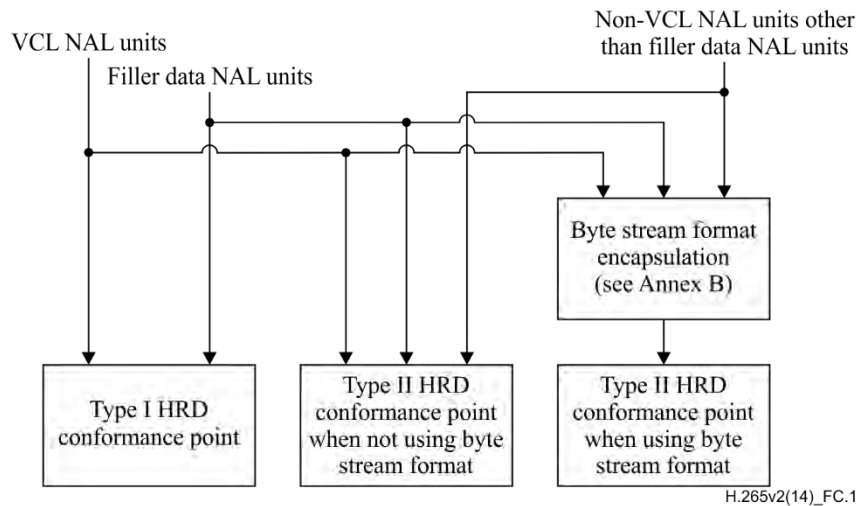 VCL NAL units
Filler data NAL units
Non-VCL NAL units other
than filler data NAL units
Byte stream format
encapsulation
(see Annex B)
Type I HRD
conformance point
Type II HRD
conformance point
when not using byte
stream format
Type II HRD
conformance point
when using byte
stream format
H.265v2(14)_FC.1